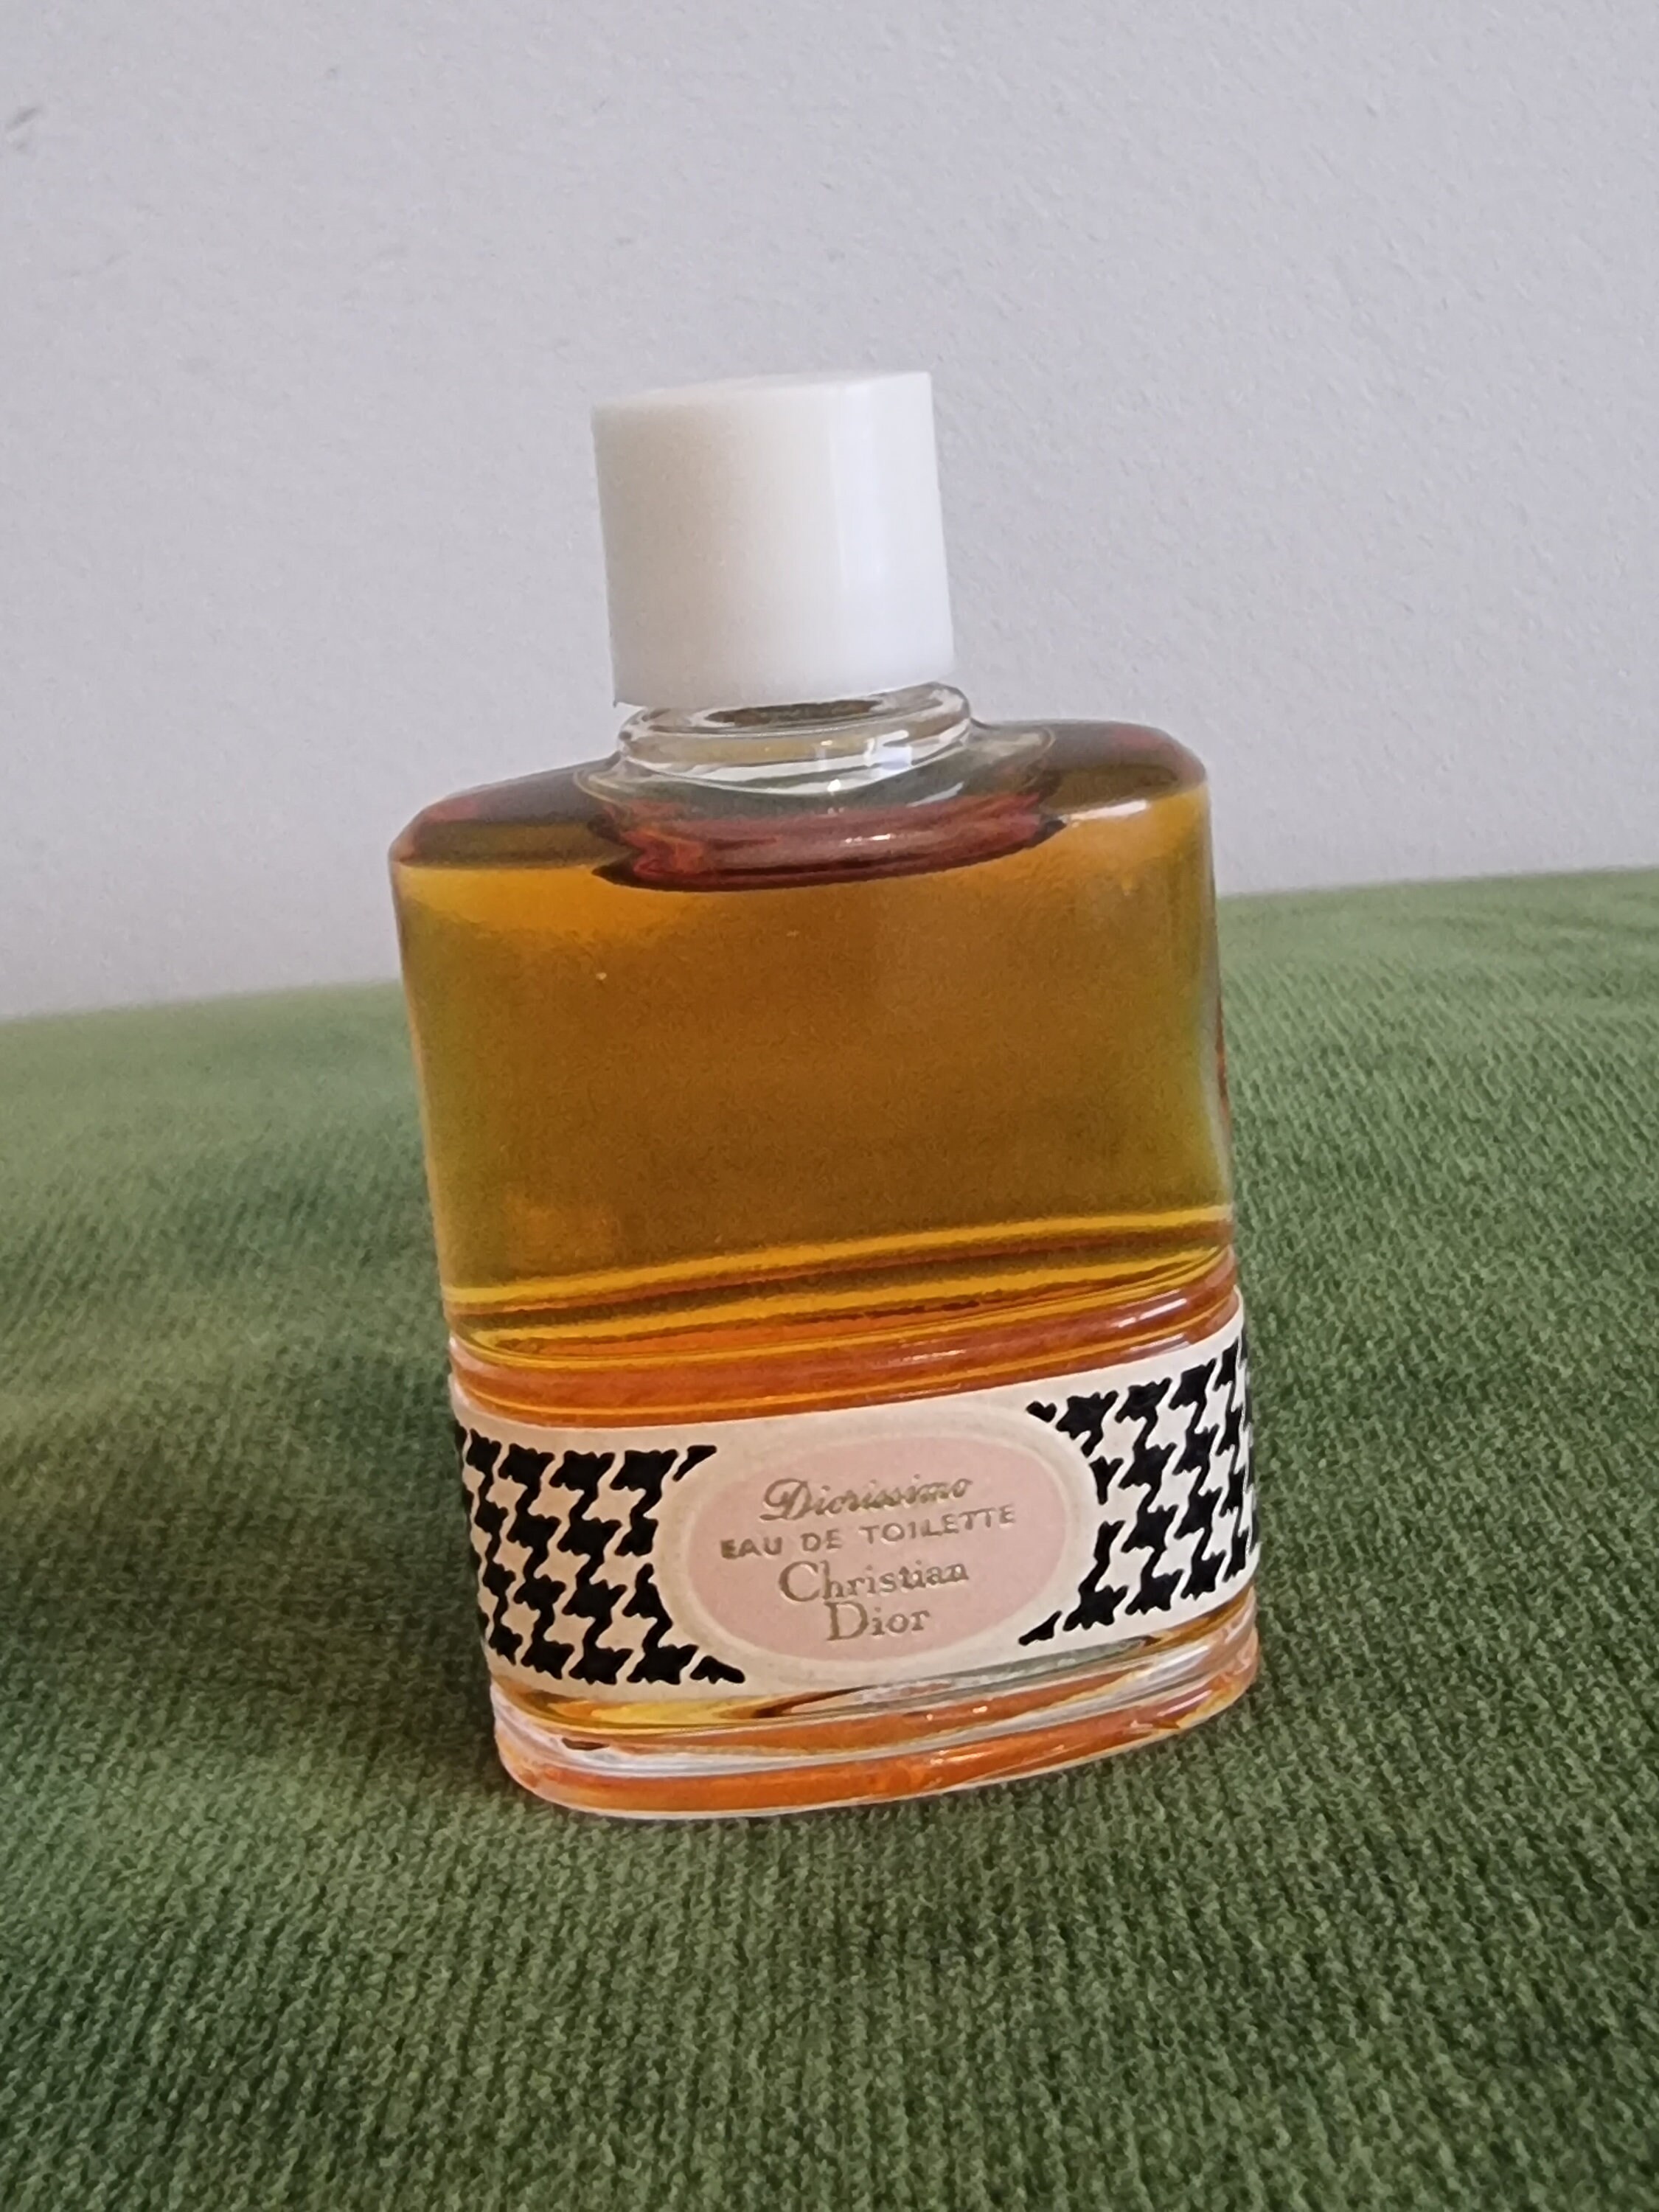 Diorissimo
EAU DE TOILETTE
Christian
Dior